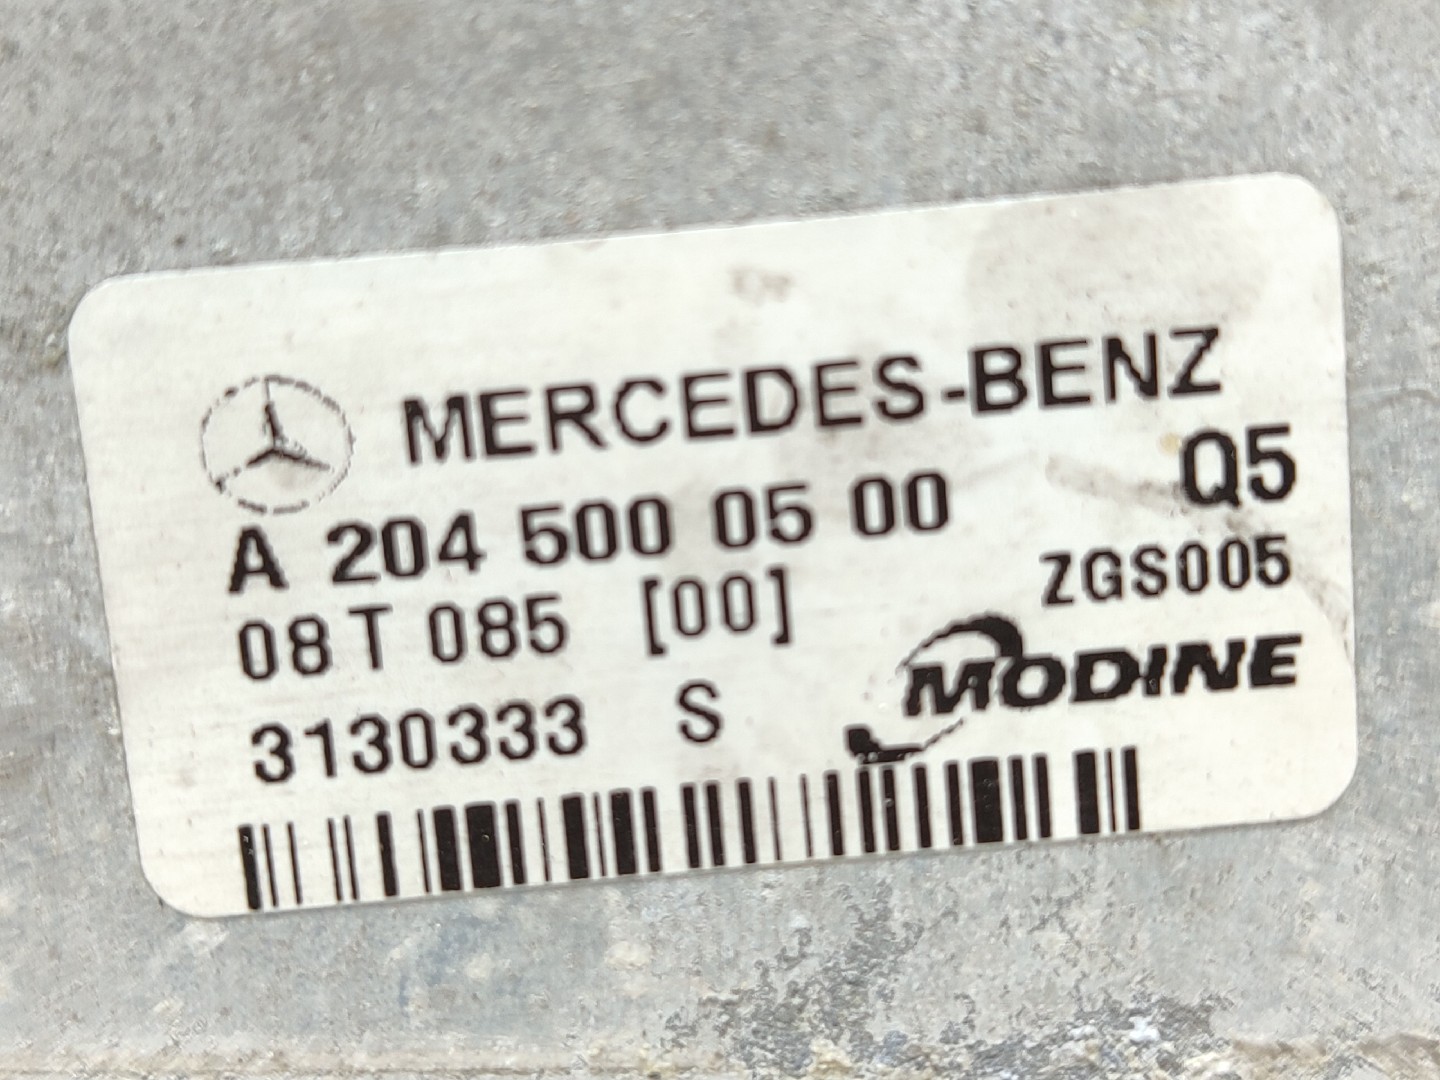 MERCEDES-BENZ
Q5
A 204 500 05 00
ZGS005
08 T 085 [00]
MODINE
3130333 S